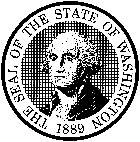 THE SEAL OF THE STATE OF WASHINGTON
1889